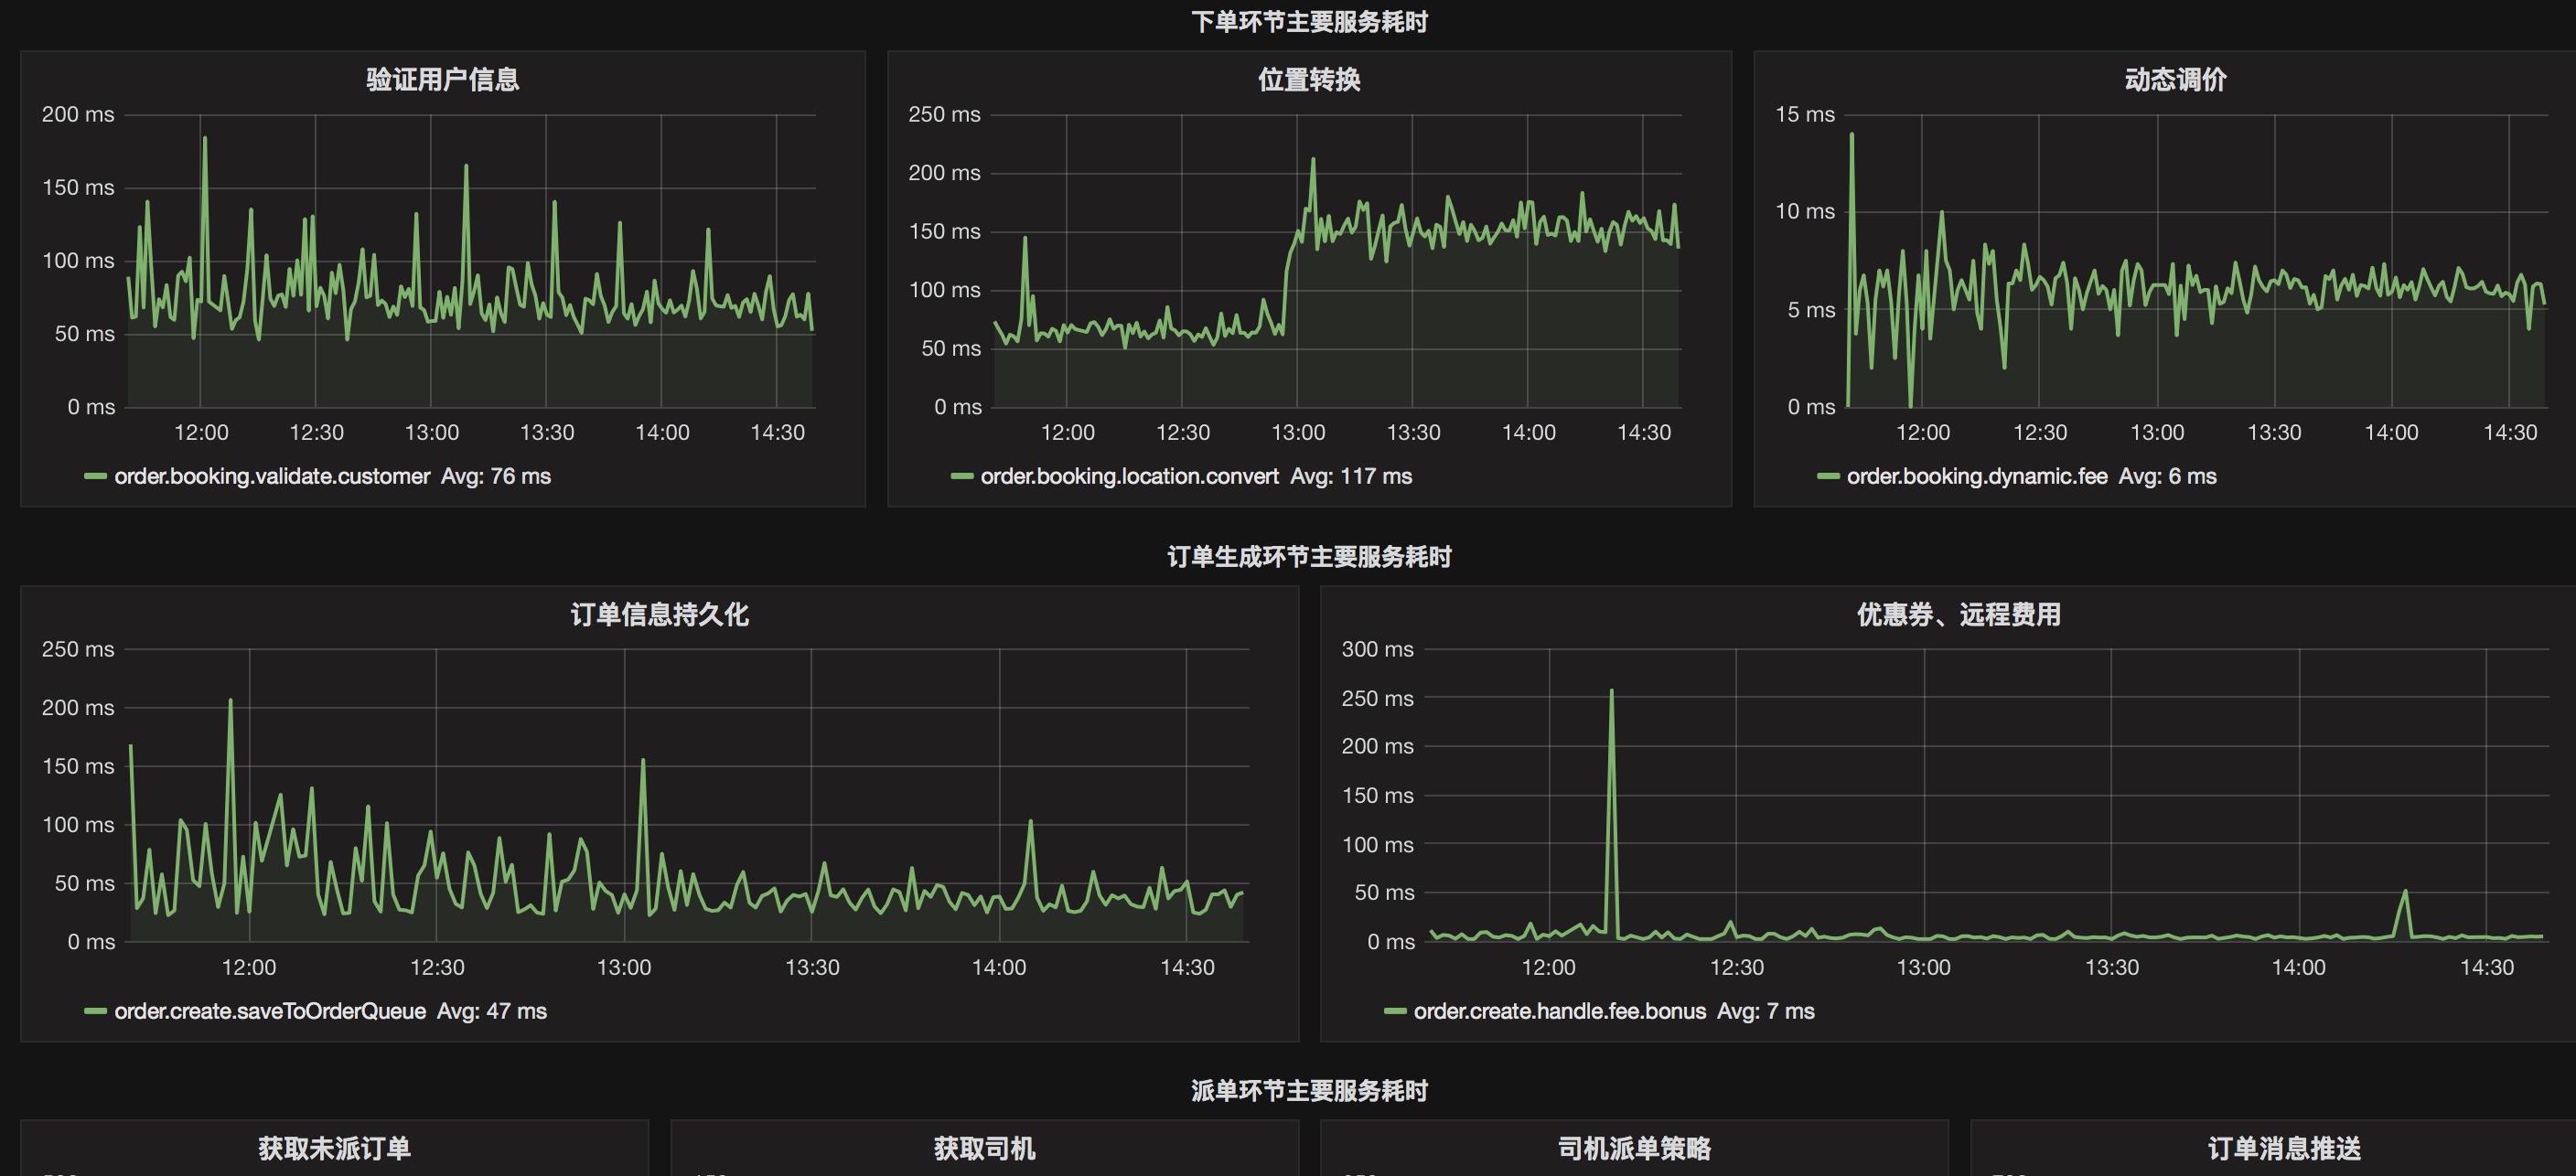 下单环节主要服务耗时
验证用户信息
200 ms
150 ms
100 ms
50 ms
0 ms
12:00 12:30 13:00 13:30 14:00 14:30
order.booking.validate.customer Avg: 76 ms
位置转换
250 ms
200 ms
150 ms
100 ms
50 ms
0 ms
12:00 12:30 13:00 13:30 14:00 14:30
order.booking.location.convert Avg: 117 ms
动态调价
15 ms
10 ms
5 ms
0 ms
12:00 12:30 13:00 13:30 14:00 14:30
order.booking.dynamic.fee Avg: 6 ms
订单生成环节主要服务耗时
订单信息持久化
250 ms
200 ms
150 ms
100 ms
50 ms
0 ms
12:00 12:30 13:00 13:30 14:00 14:30
order.create.saveToOrderQueue Avg: 47 ms
优惠券、远程费用
300 ms
250 ms
200 ms
150 ms
100 ms
50 ms
0 ms
12:00 12:30 13:00 13:30 14:00 14:30
order.create.handle.fee.bonus Avg: 7 ms
派单环节主要服务耗时
获取未派订单
获取司机
司机派单策略
订单消息推送